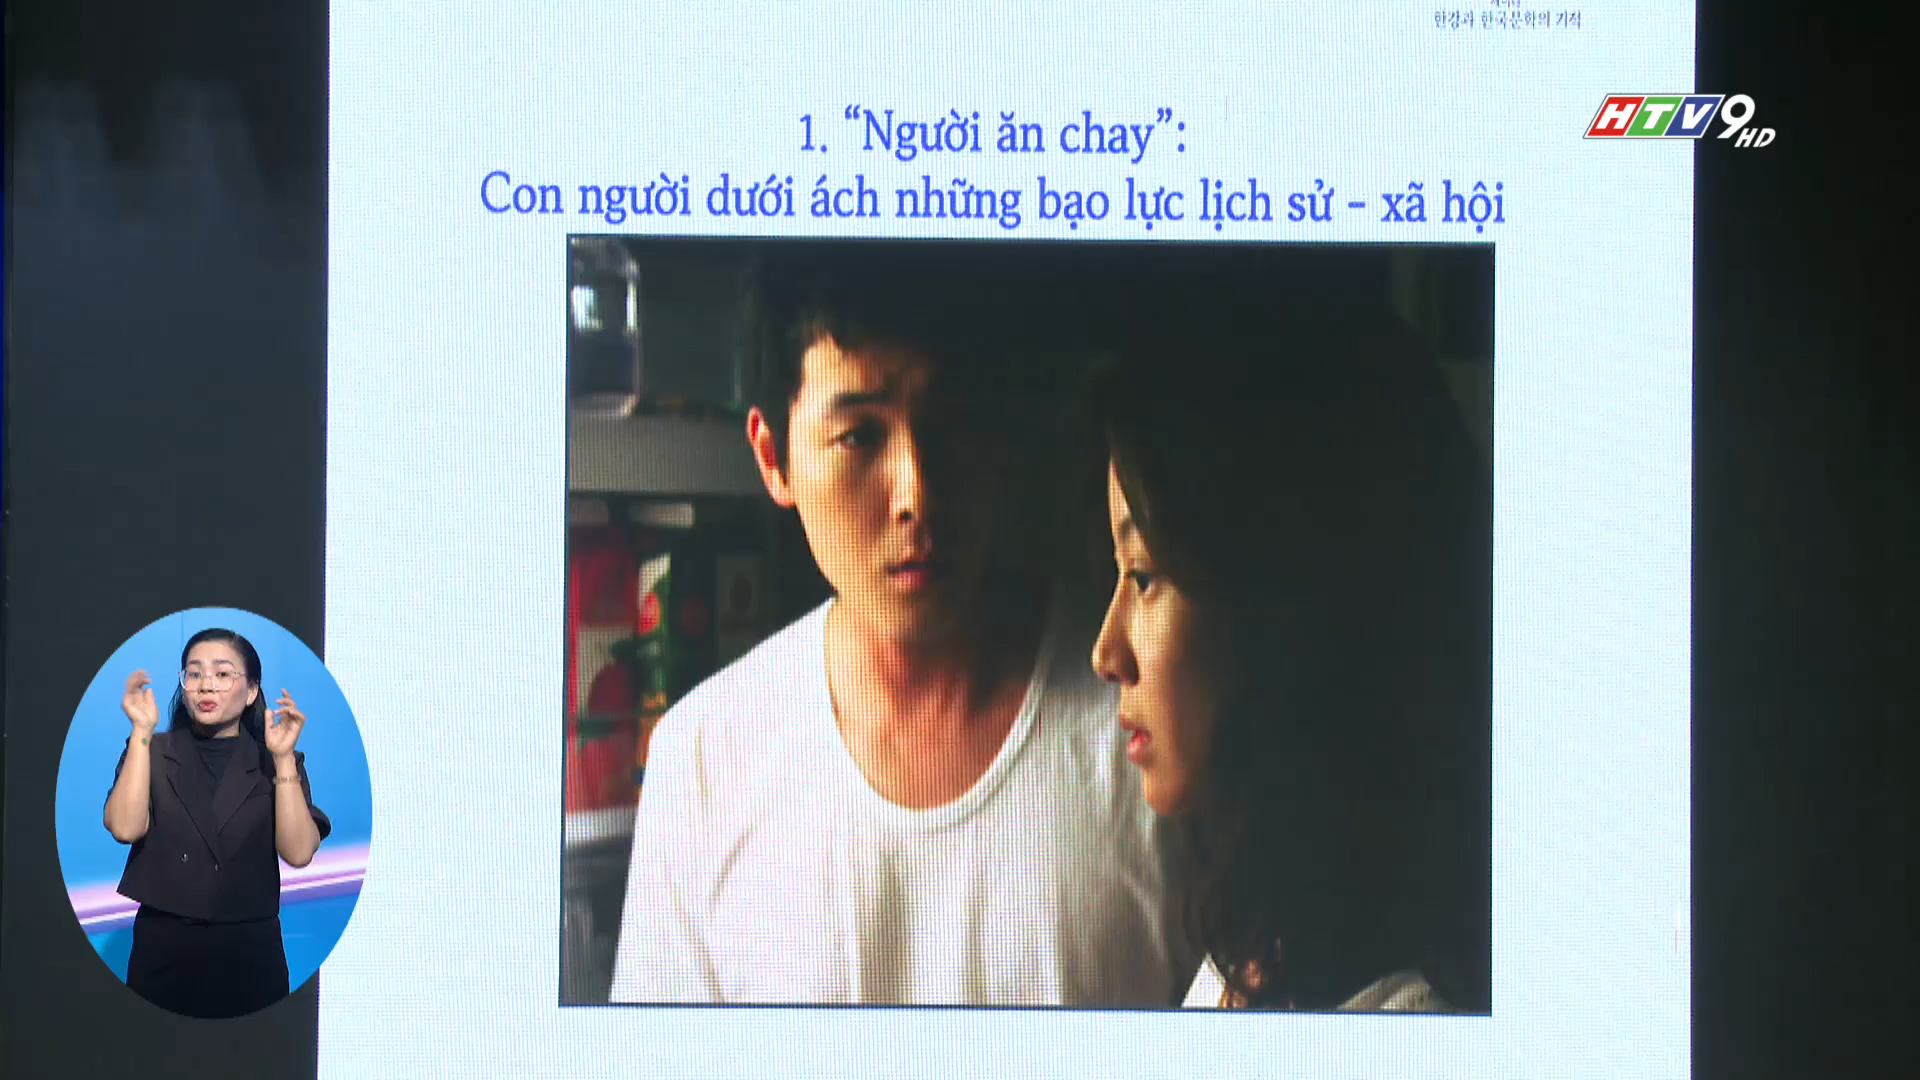 한강과 한국문학의 기적
HTV9
HD
1. “Người ăn chay”:
Con người dưới ách những bạo lực lịch sử – xã hội